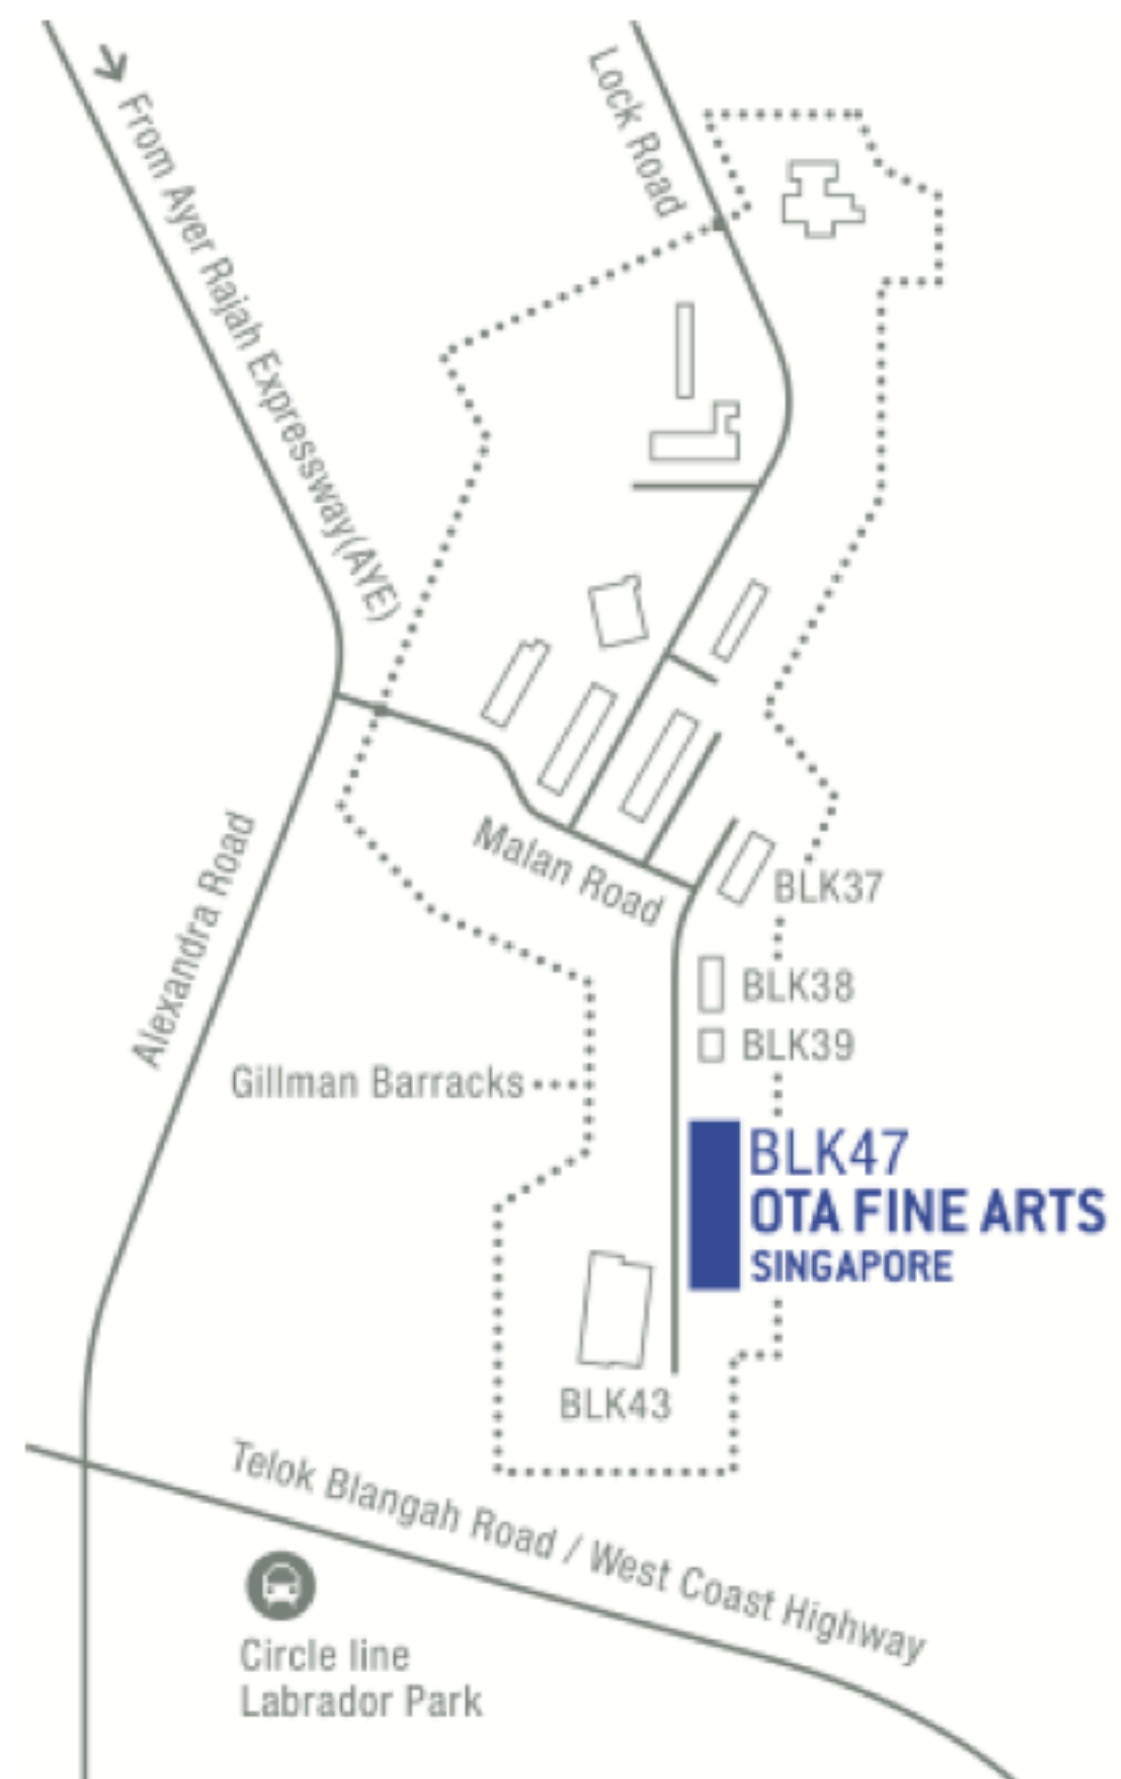 Lock Road
From Ayer Rajah Expressway(AYE)
Malan Road
Alexandra Road
BLK37
BLK38
BLK39
Gillman Barracks
BLK47
OTA FINE ARTS
SINGAPORE
BLK43
Telok Blangah Road / West Coast Highway
Circle line
Labrador Park